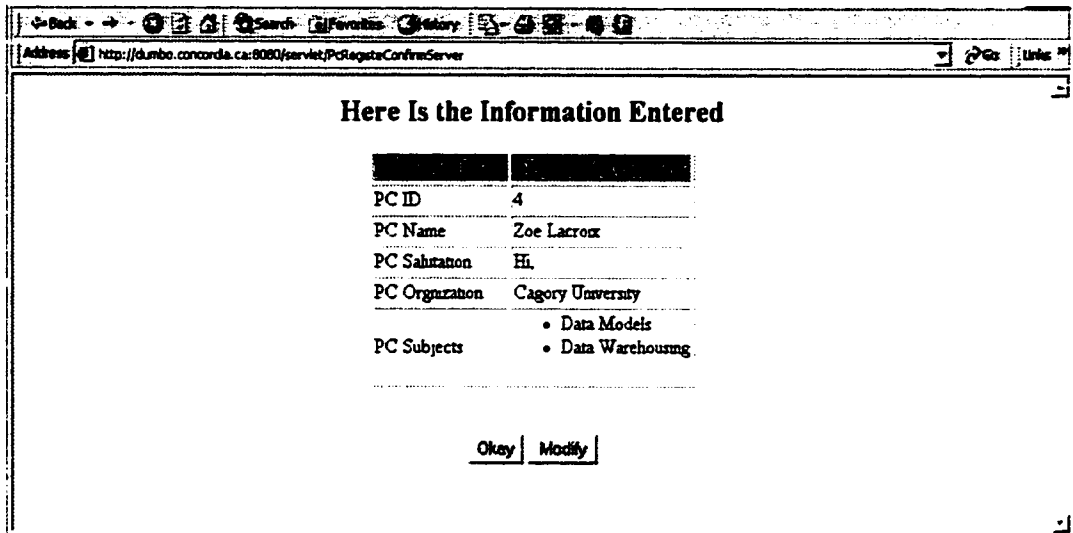 Back Search Favorites History
Address http://dumbo.concordia.ca:8080/servlet/PcRegisteConfirmServer Go Links »
Here Is the Information Entered
PC ID 4
PC Name Zoe Lacroix
PC Salutation Hi,
PC Orgnization Cagory University
PC Subjects
• Data Models
• Data Warehousing
Okay Modify